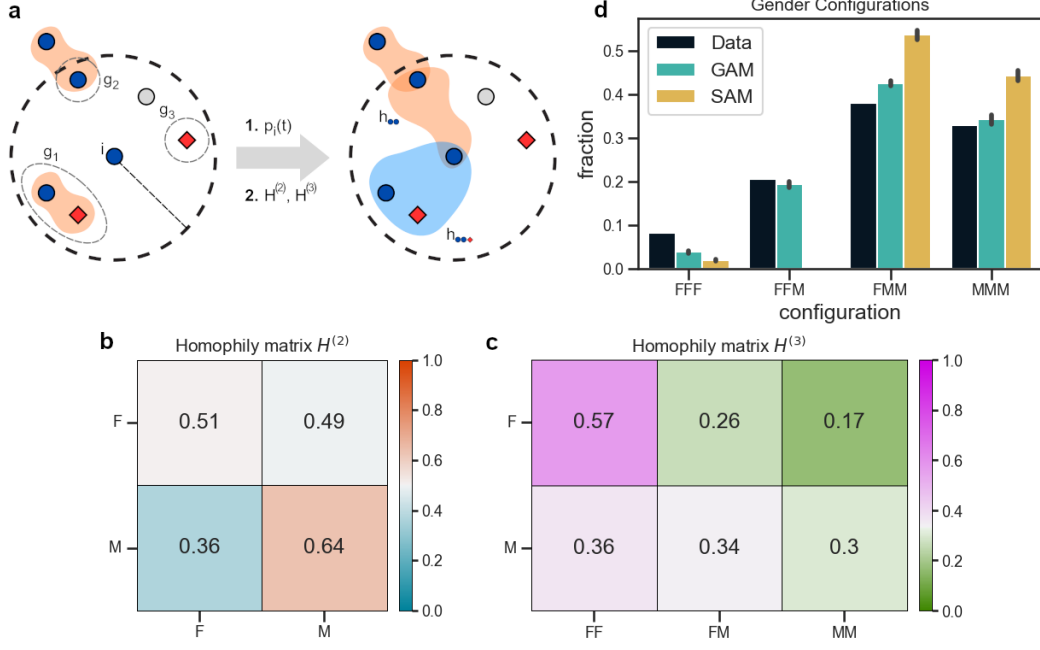 a
g₂
g₃
i
g₁
1. pᵢ(t)
2. H⁽²⁾, H⁽³⁾
h●●
h●●◆
d
Gender Configurations
Data
GAM
SAM
fraction
0.5
0.4
0.3
0.2
0.1
0.0
FFF
FFM
FMM
MMM
configuration
b
Homophily matrix H⁽²⁾
F
0.51
0.49
M
0.36
0.64
F
M
1.0
0.8
0.6
0.4
0.2
0.0
c
Homophily matrix H⁽³⁾
F
0.57
0.26
0.17
M
0.36
0.34
0.3
FF
FM
MM
1.0
0.8
0.6
0.4
0.2
0.0